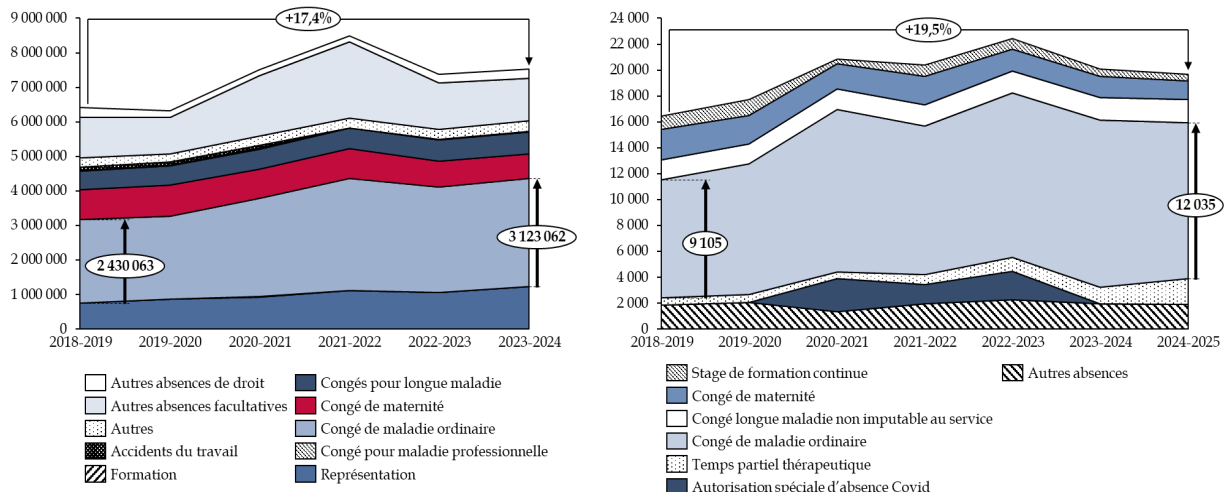 9 000 000
8 000 000
7 000 000
6 000 000
5 000 000
4 000 000
3 000 000
2 000 000
1 000 000
0
+17,4%
2 430 063
3 123 062
2018-2019 2019-2020 2020-2021 2021-2022 2022-2023 2023-2024
Autres absences de droit
Autres absences facultatives
Autres
Accidents du travail
Formation
Congés pour longue maladie
Congé de maternité
Congé de maladie ordinaire
Congé pour maladie professionnelle
Représentation
24 000
22 000
20 000
18 000
16 000
14 000
12 000
10 000
8 000
6 000
4 000
2 000
0
+19,5%
9 105
12 035
2018-2019 2019-2020 2020-2021 2021-2022 2022-2023 2023-2024 2024-2025
Stage de formation continue
Congé de maternité
Congé longue maladie non imputable au service
Congé de maladie ordinaire
Temps partiel thérapeutique
Autorisation spéciale d'absence Covid
Autres absences